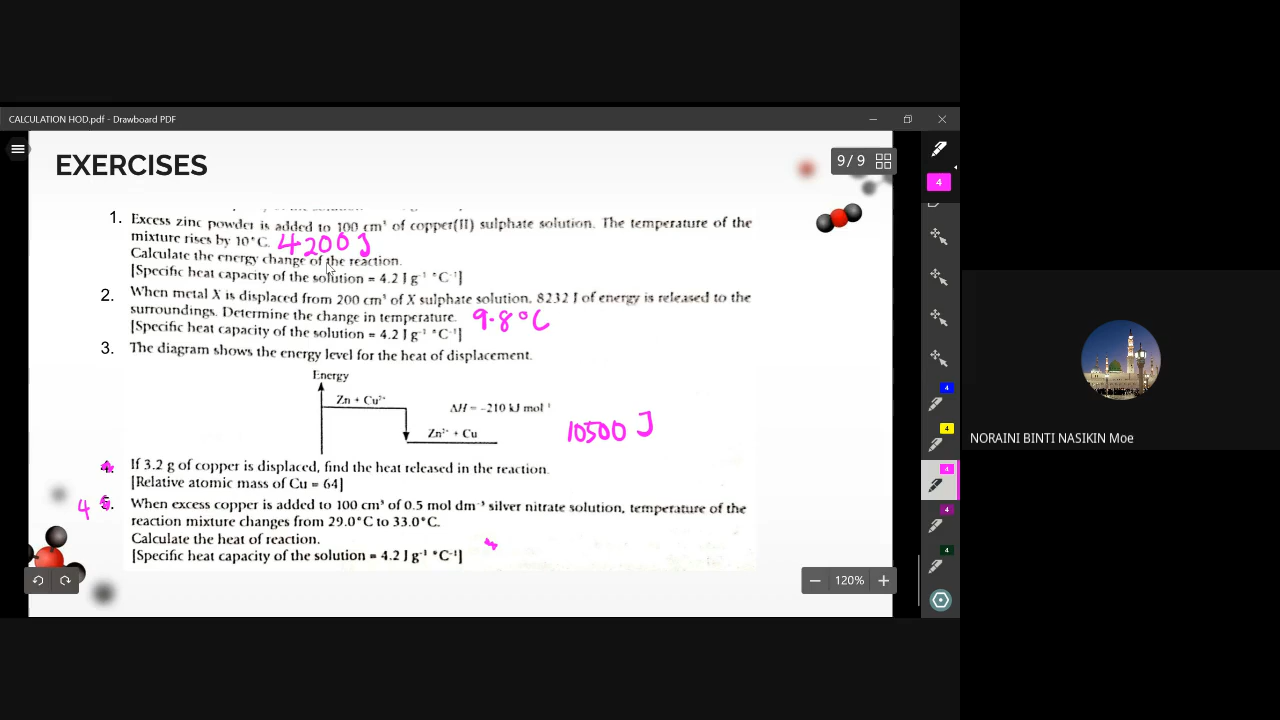 CALCULATION HOD.pdf - Drawboard PDF
EXERCISES
9 / 9
4
1. Excess zinc powder is added to 100 cm³ of copper(II) sulphate solution. The temperature of the
mixture rises by 10°C. 4200 J
Calculate the energy change of the reaction.
[Specific heat capacity of the solution = 4.2 J g⁻¹ °C⁻¹]
2. When metal X is displaced from 200 cm³ of X sulphate solution, 8232 J of energy is released to the
surroundings. Determine the change in temperature. 9.8°C
[Specific heat capacity of the solution = 4.2 J g⁻¹ °C⁻¹]
3. The diagram shows the energy level for the heat of displacement.
Energy
Zn + Cu²⁺
ΔH = –210 kJ mol⁻¹
Zn²⁺ + Cu
10500 J
4. If 3.2 g of copper is displaced, find the heat released in the reaction.
[Relative atomic mass of Cu = 64]
4 5. When excess copper is added to 100 cm³ of 0.5 mol dm⁻³ silver nitrate solution, temperature of the
reaction mixture changes from 29.0°C to 33.0°C.
Calculate the heat of reaction.
[Specific heat capacity of the solution = 4.2 J g⁻¹ °C⁻¹]
120%
4
4
4
4
4
NORAINI BINTI NASIKIN Moe